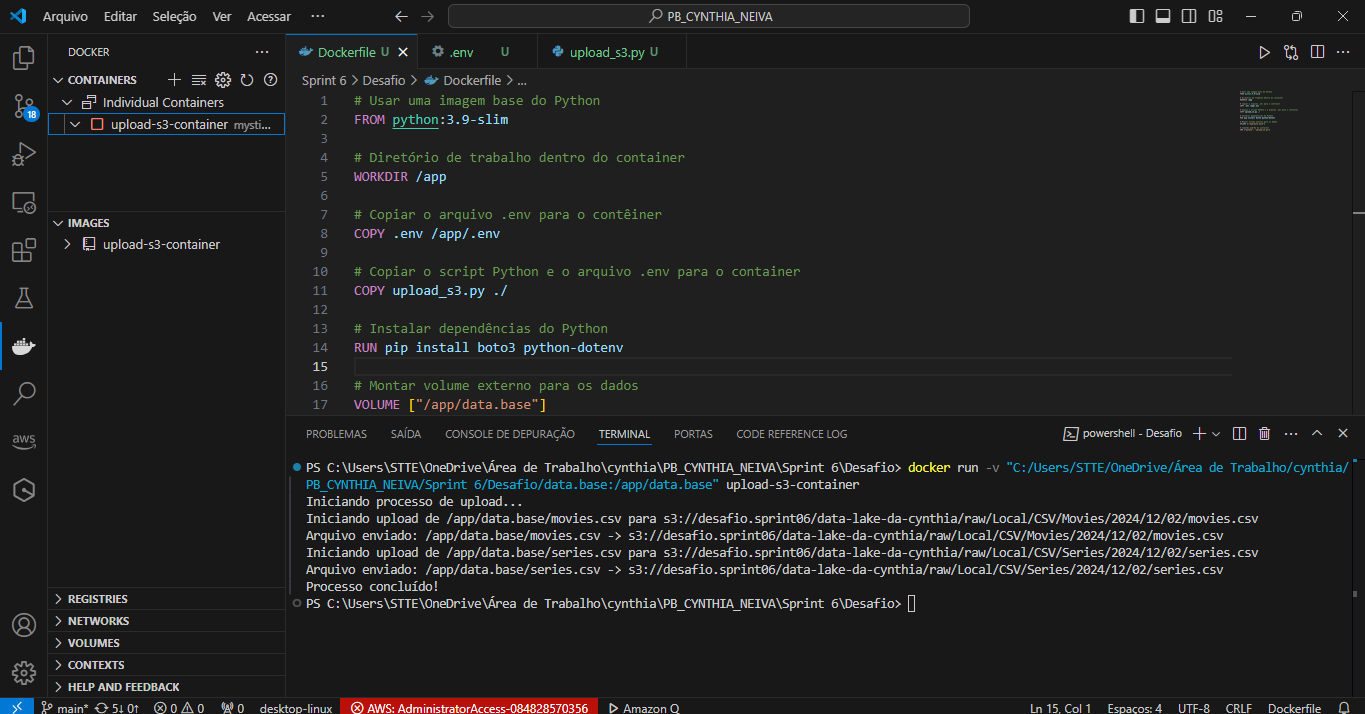 Arquivo Editar Seleção Ver Acessar ··· PB_CYNTHIA_NEIVA
DOCKER ···
CONTAINERS
Individual Containers
upload-s3-container mysti...
IMAGES
upload-s3-container
REGISTRIES
NETWORKS
VOLUMES
CONTEXTS
HELP AND FEEDBACK
18
aws
Dockerfile U .env U upload_s3.py U
Sprint 6 > Desafio > Dockerfile > ...
1 # Usar uma imagem base do Python
2 FROM python:3.9-slim
3
4 # Diretório de trabalho dentro do container
5 WORKDIR /app
6
7 # Copiar o arquivo .env para o contêiner
8 COPY .env /app/.env
9
10 # Copiar o script Python e o arquivo .env para o container
11 COPY upload_s3.py ./
12
13 # Instalar dependências do Python
14 RUN pip install boto3 python-dotenv
15
16 # Montar volume externo para os dados
17 VOLUME ["/app/data.base"]
PROBLEMAS SAÍDA CONSOLE DE DEPURAÇÃO TERMINAL PORTAS CODE REFERENCE LOG powershell - Desafio
PS C:\Users\STTE\OneDrive\Área de Trabalho\cynthia\PB_CYNTHIA_NEIVA\Sprint 6\Desafio> docker run -v "C:/Users/STTE/OneDrive/Área de Trabalho/cynthia/
PB_CYNTHIA_NEIVA/Sprint 6/Desafio/data.base:/app/data.base" upload-s3-container
Iniciando processo de upload...
Iniciando upload de /app/data.base/movies.csv para s3://desafio.sprint06/data-lake-da-cynthia/raw/Local/CSV/Movies/2024/12/02/movies.csv
Arquivo enviado: /app/data.base/movies.csv -> s3://desafio.sprint06/data-lake-da-cynthia/raw/Local/CSV/Movies/2024/12/02/movies.csv
Iniciando upload de /app/data.base/series.csv para s3://desafio.sprint06/data-lake-da-cynthia/raw/Local/CSV/Series/2024/12/02/series.csv
Arquivo enviado: /app/data.base/series.csv -> s3://desafio.sprint06/data-lake-da-cynthia/raw/Local/CSV/Series/2024/12/02/series.csv
Processo concluído!
PS C:\Users\STTE\OneDrive\Área de Trabalho\cynthia\PB_CYNTHIA_NEIVA\Sprint 6\Desafio>
main* 5↓ 0↑ 0 0 0 desktop-linux AWS: AdministratorAccess-084828570356 Amazon Q Ln 15, Col 1 Espaços: 4 UTF-8 CRLF Dockerfile